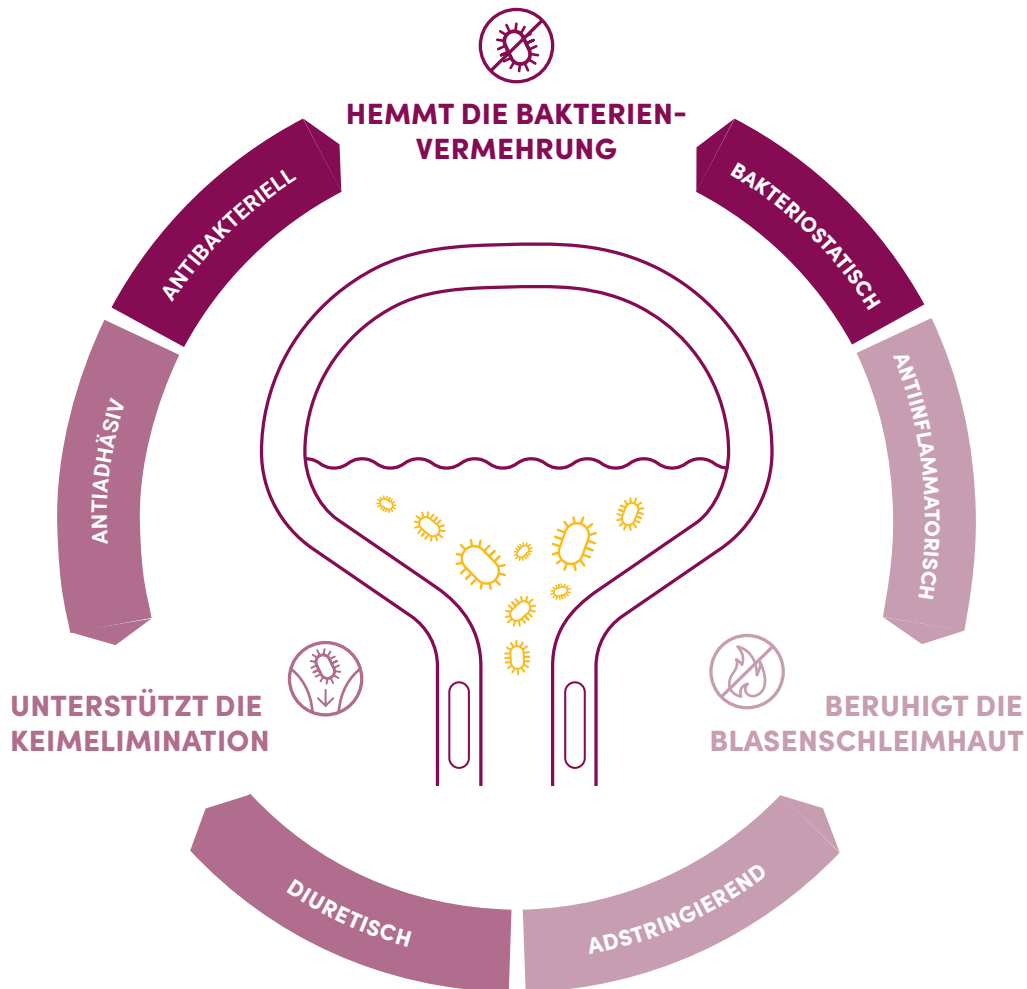 HEMMT DIE BAKTERIEN-
VERMEHRUNG
ANTIBAKTERIELL
BAKTERIOSTATISCH
ANTIADHÄSIV
ANTIINFLAMMATORISCH
UNTERSTÜTZT DIE
KEIMELIMINATION
BERUHIGT DIE
BLASENSCHLEIMHAUT
DIURETISCH
ADSTRINGIEREND